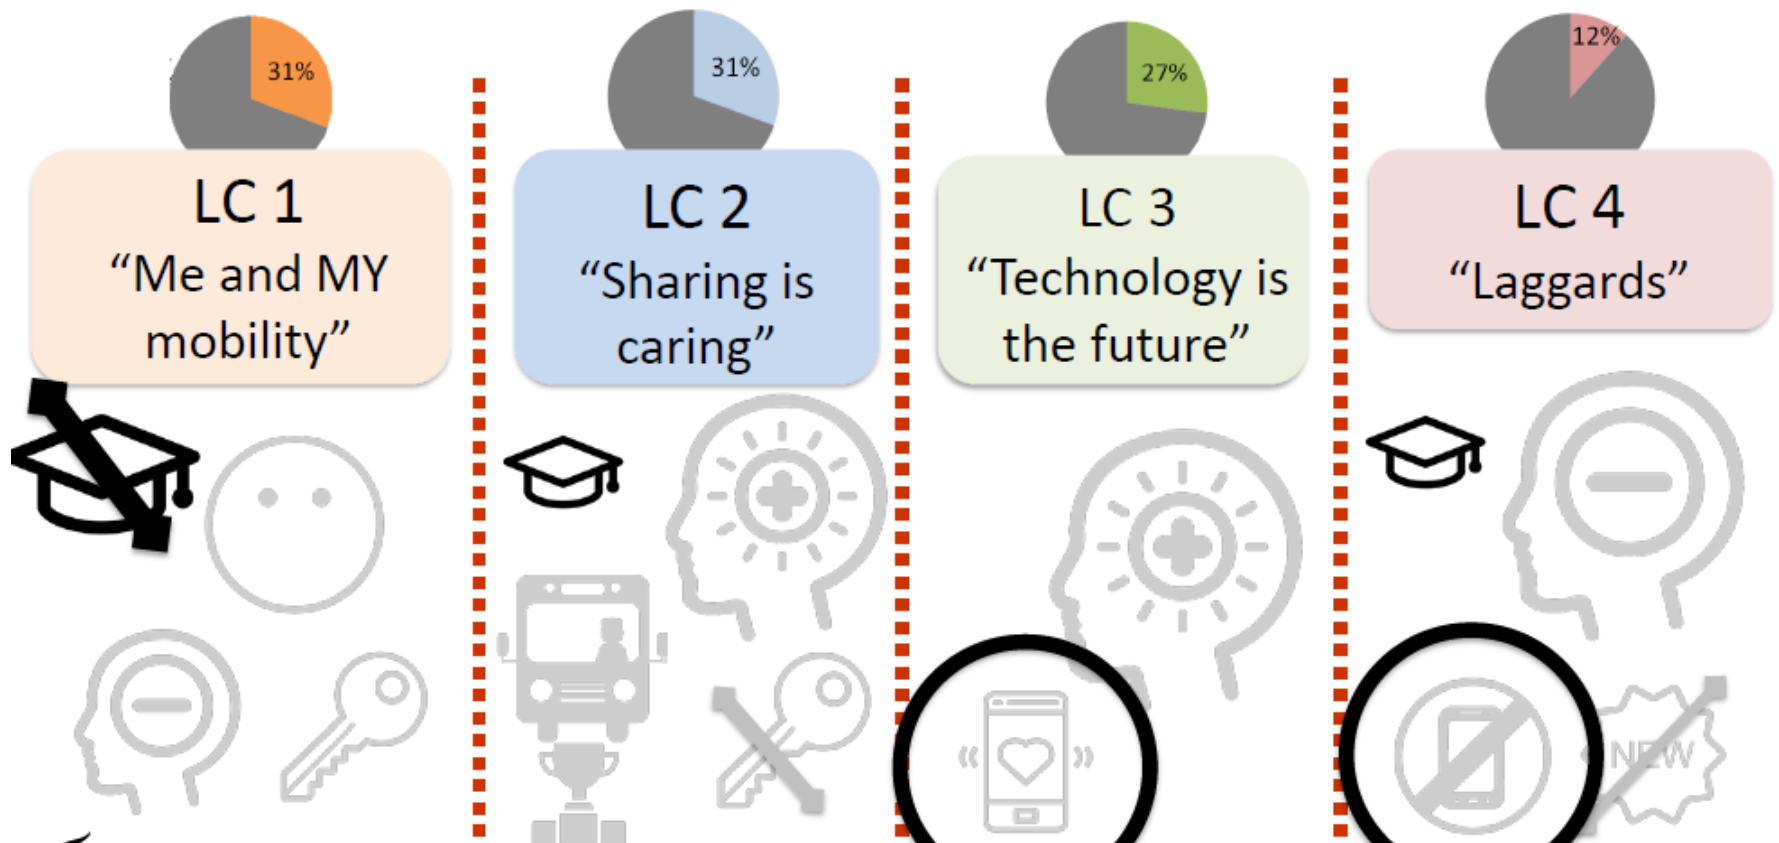 31%
LC 1
“Me and MY
mobility”
31%
LC 2
“Sharing is
caring”
27%
LC 3
“Technology is
the future”
12%
LC 4
“Laggards”
NEW